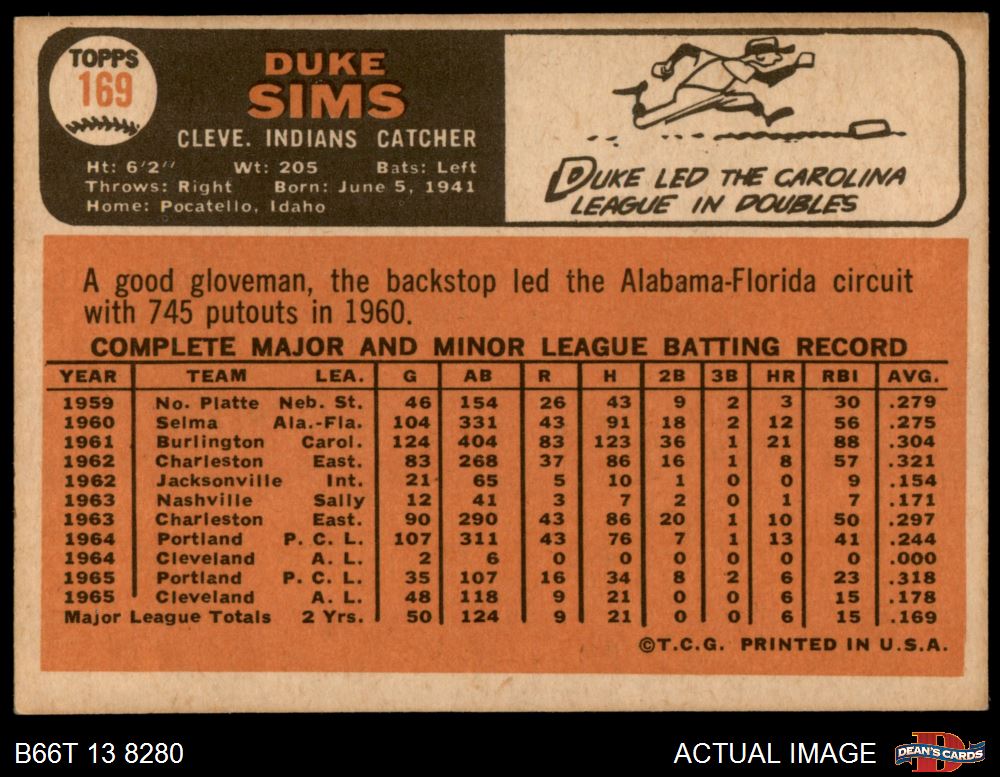 TOPPS
169
DUKE
SIMS
CLEVE. INDIANS CATCHER
Ht: 6'2" Wt: 205 Bats: Left
Throws: Right Born: June 5, 1941
Home: Pocatello, Idaho
DUKE LED THE CAROLINA
LEAGUE IN DOUBLES
A good gloveman, the backstop led the Alabama-Florida circuit
with 745 putouts in 1960.
COMPLETE MAJOR AND MINOR LEAGUE BATTING RECORD
YEAR TEAM LEA. G AB R H 2B 3B HR RBI AVG.
1959 No. Platte Neb. St. 46 154 26 43 9 2 3 30 .279
1960 Selma Ala.-Fla. 104 331 43 91 18 2 12 56 .275
1961 Burlington Carol. 124 404 83 123 36 1 21 88 .304
1962 Charleston East. 83 268 37 86 16 1 8 57 .321
1962 Jacksonville Int. 21 65 5 10 1 0 0 9 .154
1963 Nashville Sally 12 41 3 7 2 0 1 7 .171
1963 Charleston East. 90 290 43 86 20 1 10 50 .297
1964 Portland P. C. L. 107 311 43 76 7 1 13 41 .244
1964 Cleveland A. L. 2 6 0 0 0 0 0 0 .000
1965 Portland P. C. L. 35 107 16 34 8 2 6 23 .318
1965 Cleveland A. L. 48 118 9 21 0 0 6 15 .178
Major League Totals 2 Yrs. 50 124 9 21 0 0 6 15 .169
©T.C.G. PRINTED IN U.S.A.
B66T 13 8280 ACTUAL IMAGE DEAN'S CARDS